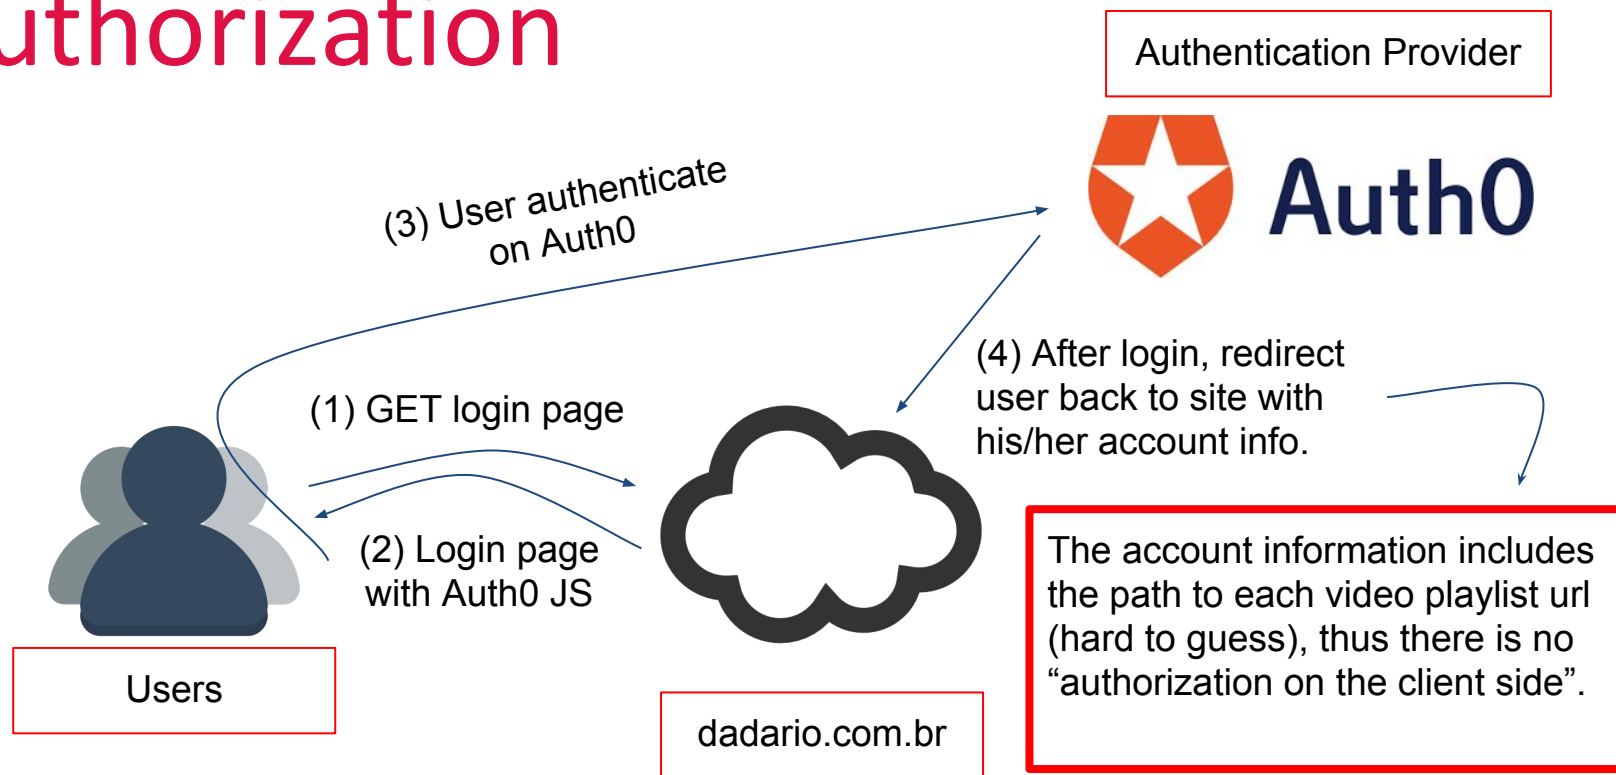 uthorization
Authentication Provider
Auth0
(3) User authenticate
on Auth0
(4) After login, redirect
user back to site with
his/her account info.
(1) GET login page
(2) Login page
with Auth0 JS
The account information includes
the path to each video playlist url
(hard to guess), thus there is no
“authorization on the client side”.
Users
dadario.com.br